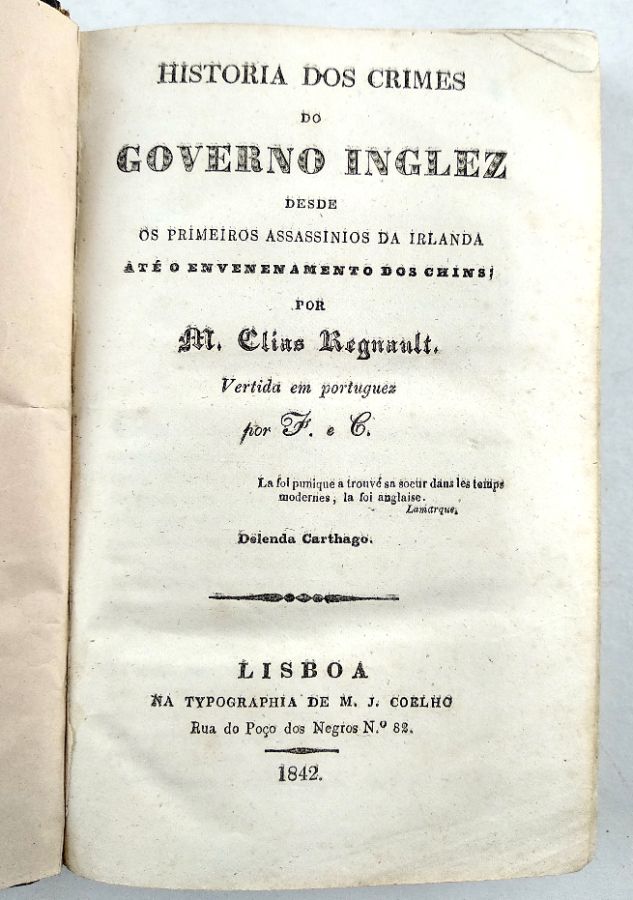 HISTORIA DOS CRIMES
DO
GOVERNO INGLEZ
DESDE
OS PRIMEIROS ASSASSINIOS DA IRLANDA
ATÉ O ENVENENAMENTO DOS CHINS;
POR
M. Elias Regnault.
Vertida em portuguez
por F. e C.
La foi punique a trouvé sa soeur dans les temps
modernes, la foi anglaise.
Lamarque.
Delenda Carthago.
LISBOA
NA TYPOGRAPHIA DE M. J. COELHO
Rua do Poço dos Negros N.º 82.
1842.